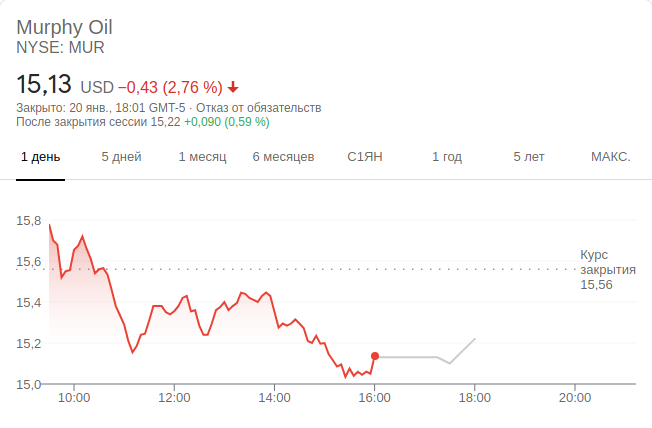 Murphy Oil
NYSE: MUR
15,13 USD −0,43 (2,76 %)
Закрыто: 20 янв., 18:01 GMT-5 · Отказ от обязательств
После закрытия сессии 15,22 +0,090 (0,59 %)
1 день 5 дней 1 месяц 6 месяцев С1ЯН 1 год 5 лет МАКС.
15,8
15,6
15,4
15,2
15,0
Курс
закрытия
15,56
10:00 12:00 14:00 16:00 18:00 20:00